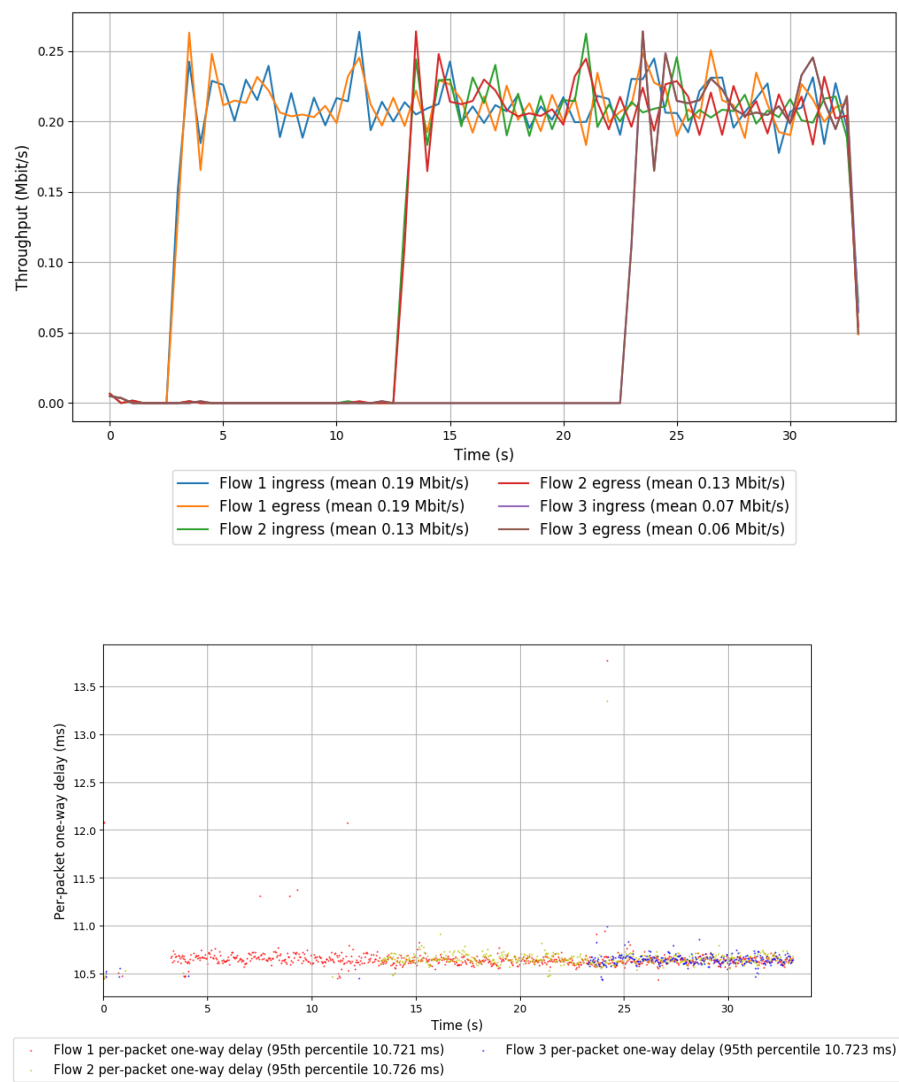 0.25
0.20
0.15
0.10
0.05
0.00
Throughput (Mbit/s)
0 5 10 15 20 25 30
Time (s)
Flow 1 ingress (mean 0.19 Mbit/s)
Flow 1 egress (mean 0.19 Mbit/s)
Flow 2 ingress (mean 0.13 Mbit/s)
Flow 2 egress (mean 0.13 Mbit/s)
Flow 3 ingress (mean 0.07 Mbit/s)
Flow 3 egress (mean 0.06 Mbit/s)
13.5
13.0
12.5
12.0
11.5
11.0
10.5
Per-packet one-way delay (ms)
0 5 10 15 20 25 30
Time (s)
Flow 1 per-packet one-way delay (95th percentile 10.721 ms)
Flow 2 per-packet one-way delay (95th percentile 10.726 ms)
Flow 3 per-packet one-way delay (95th percentile 10.723 ms)